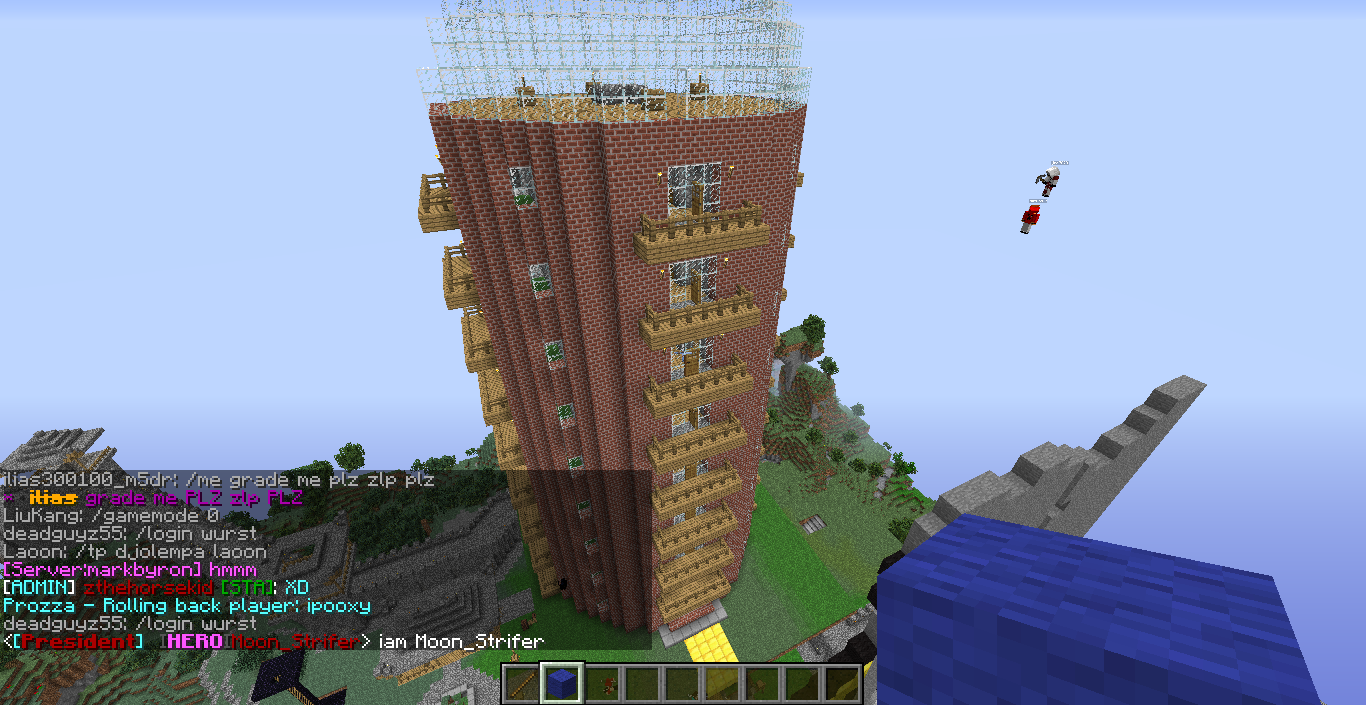 ilias300100_m5dr: /me grade me plz zlp plz
* ilias grade me PLZ zlp PLZ
LiuKang: /gamemode 0
deadguyz55: /login wurst
Laoon: /tp d,jolempa laoon
[Server:markbyron] hmmm
[ADMIN] zthehorsekid [STA]: XD
Prozza - Rolling back player: ipooxy
deadguyz55: /login wurst
<[President] [HERO]Moon_Strifer> iam Moon_Strifer